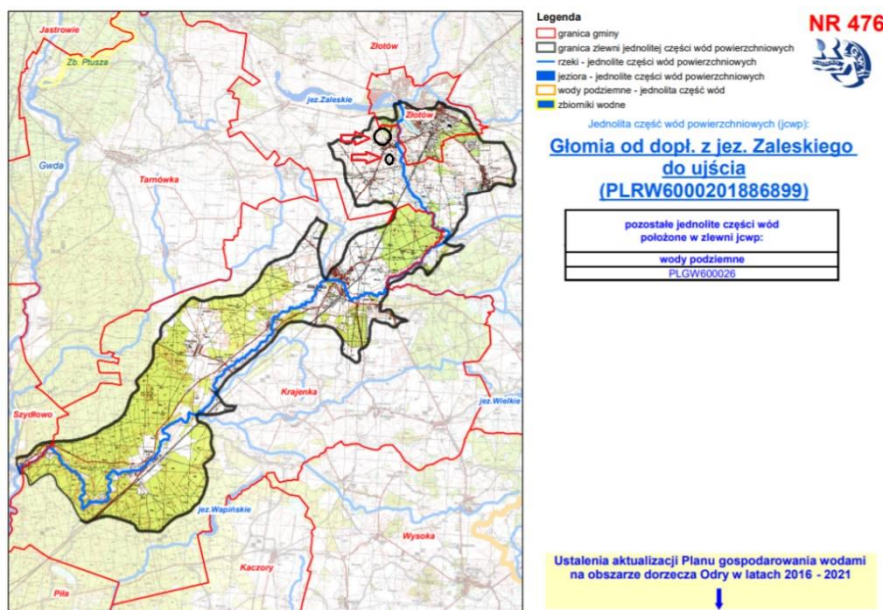 Jastrowie
Zb. Ptusza
Złotów
jez.Zaleskie
Złotów
Gwda
Tarnówka
Krajenka
Szydłowo
jez.Wielkie
jez.Wapińskie
Wysoka
Kaczory
Piła
Legenda
granica gminy
granica zlewni jednolitej części wód powierzchniowych
rzeki - jednolite części wód powierzchniowych
jeziora - jednolite części wód powierzchniowych
wody podziemne - jednolita część wód
zbiorniki wodne
NR 476
Jednolita część wód powierzchniowych (jcwp):
Głomia od dopł. z jez. Zaleskiego
do ujścia
(PLRW6000201886899)
pozostałe jednolite części wód
położone w zlewni jcwp:
wody podziemne
PLGW600026
Ustalenia aktualizacji Planu gospodarowania wodami
na obszarze dorzecza Odry w latach 2016 - 2021